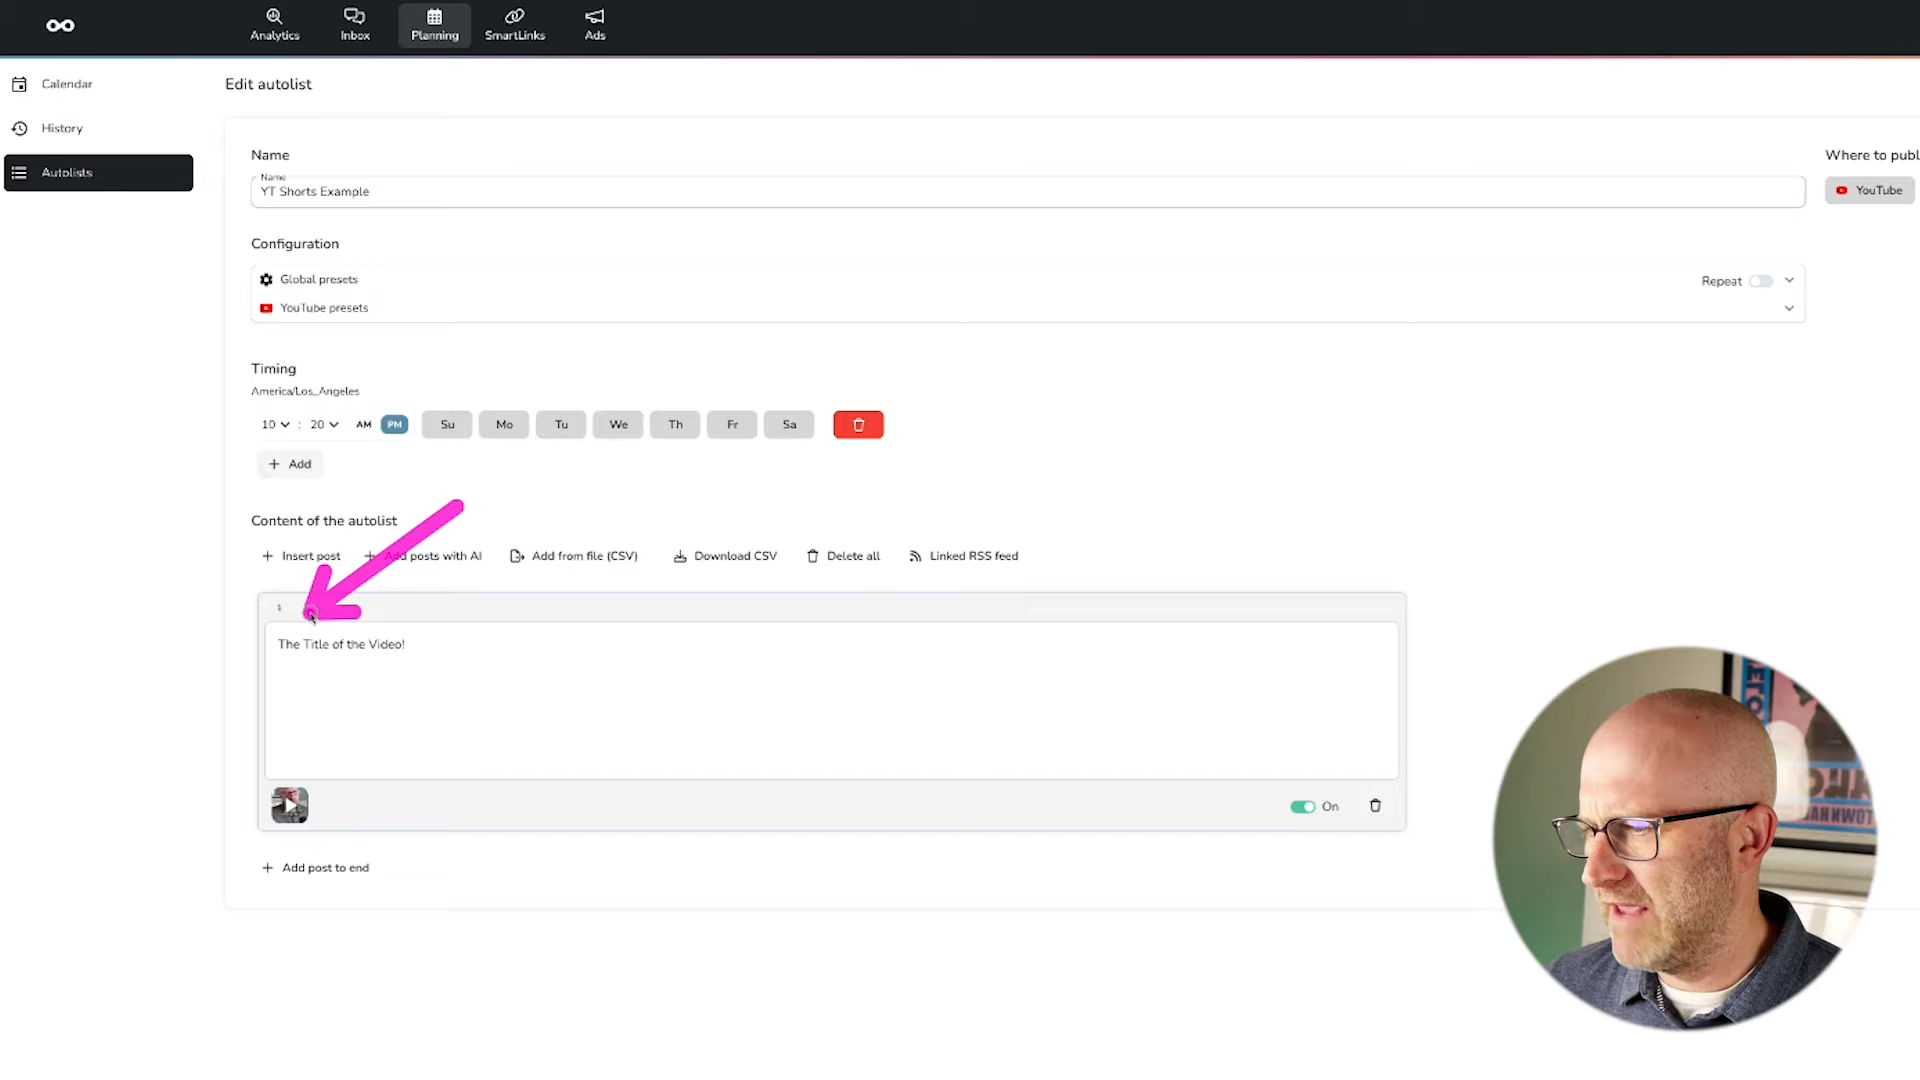 Analytics
Inbox
Planning
SmartLinks
Ads
Calendar
History
Autolists
Edit autolist
Name
Where to publ
Name
YT Shorts Example
YouTube
Configuration
Global presets
Repeat
YouTube presets
Timing
America/Los_Angeles
10 : 20 AM PM Su Mo Tu We Th Fr Sa
+ Add
Content of the autolist
+ Insert post + Add posts with AI Add from file (CSV) Download CSV Delete all Linked RSS feed
1
The Title of the Video!
On
+ Add post to end